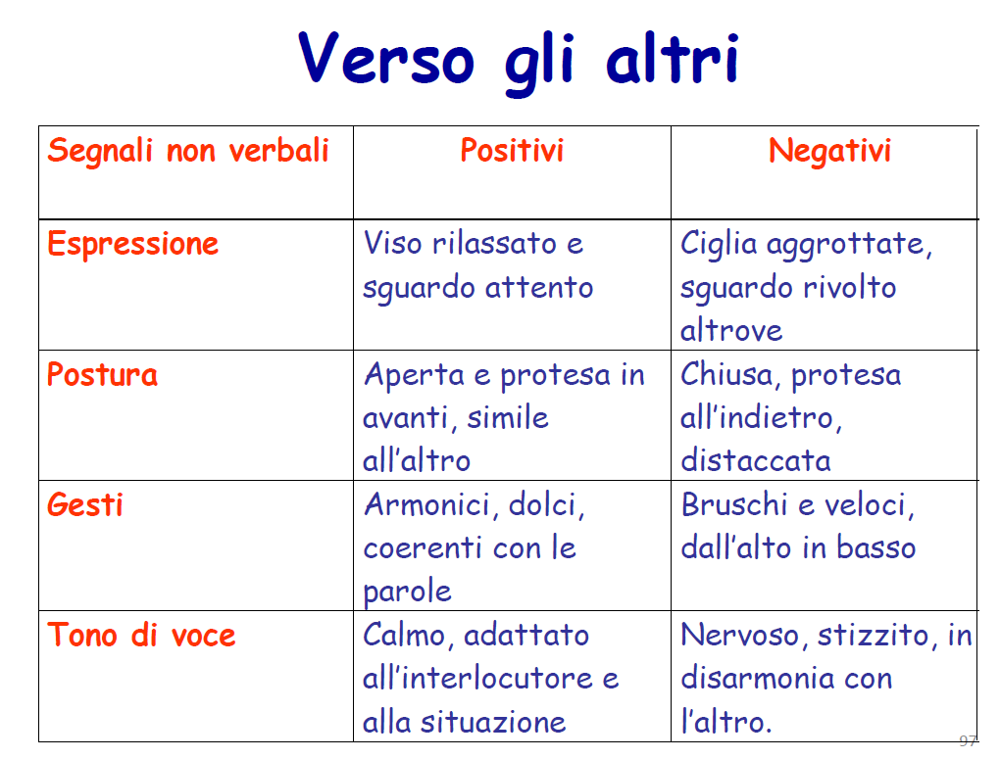 Verso gli altri
Segnali non verbali
Positivi
Negativi
Espressione
Viso rilassato e
sguardo attento
Ciglia aggrottate,
sguardo rivolto
altrove
Postura
Aperta e protesa in
avanti, simile
all'altro
Chiusa, protesa
all'indietro,
distaccata
Gesti
Armonici, dolci,
coerenti con le
parole
Bruschi e veloci,
dall'alto in basso
Tono di voce
Calmo, adattato
all'interlocutore e
alla situazione
Nervoso, stizzito, in
disarmonia con
l'altro.
97